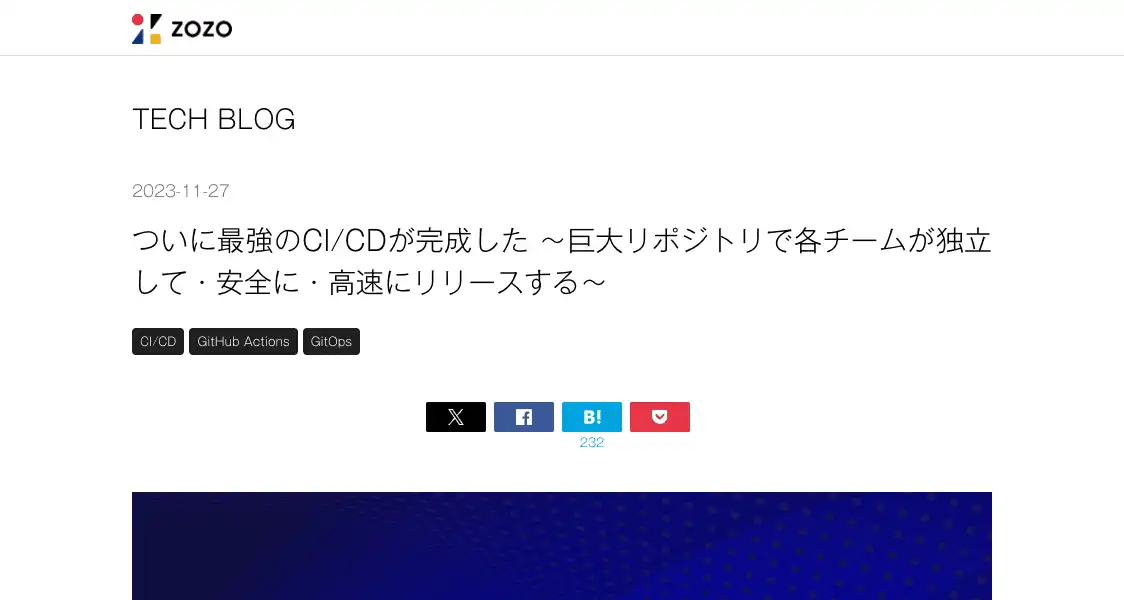 ZOZO
TECH BLOG
2023-11-27
ついに最強のCI/CDが完成した 〜巨大リポジトリで各チームが独立
して・安全に・高速にリリースする〜
CI/CD GitHub Actions GitOps
B!
232